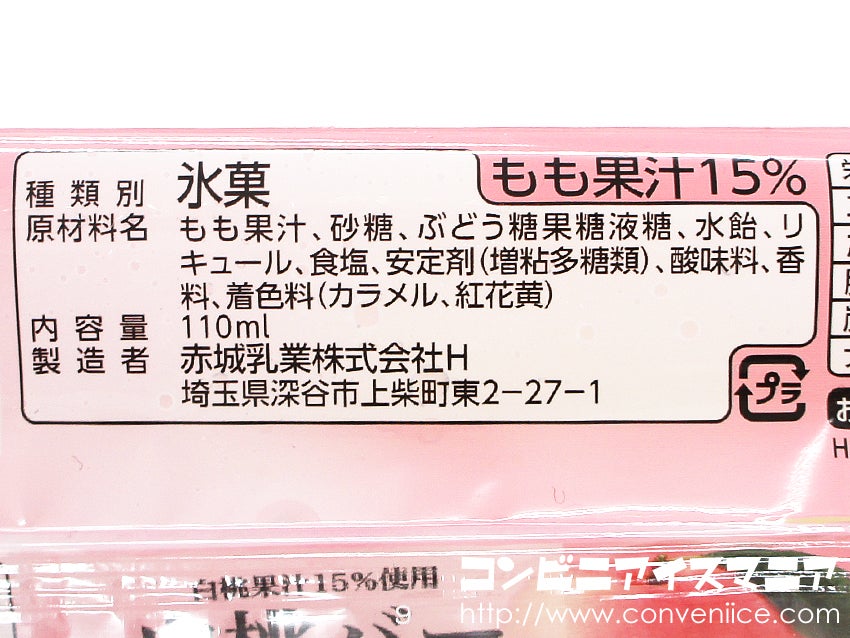 種類別 氷菓 もも果汁15%
原材料名 もも果汁、砂糖、ぶどう糖果糖液糖、水飴、リ
キュール、食塩、安定剤(増粘多糖類)、酸味料、香
料、着色料(カラメル、紅花黄)
内容量 110ml
製造者 赤城乳業株式会社H
埼玉県深谷市上柴町東2−27−1
プラ
お
H
白桃果汁15%使用
コンビニアイスマニア
9
http://www.conveniice.com